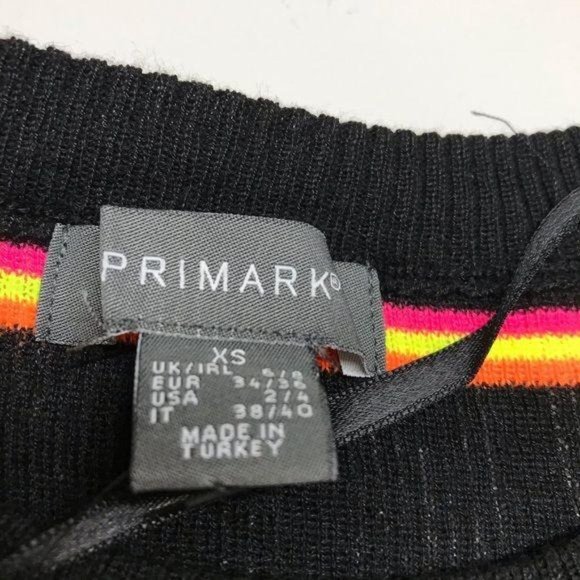 PRIMARK®
XS
UK/IRL 6/8
EUR 34/36
USA 2/4
IT 38/40
MADE IN
TURKEY